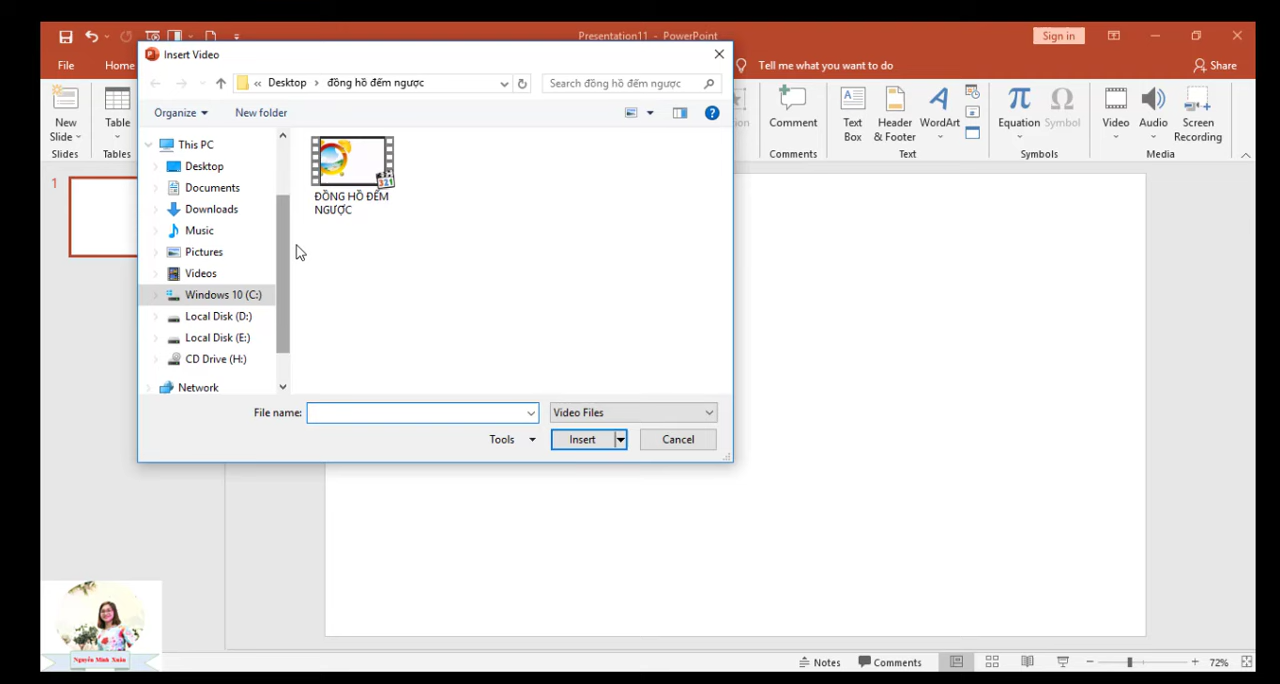 Presentation11 - PowerPoint
Sign in
Insert Video
File
Home
Tell me what you want to do
Share
« Desktop › đồng hồ đếm ngược
Search đồng hồ đếm ngược
Organize
New folder
New Slide
Table
Comment
Text Box
Header & Footer
WordArt
Equation
Symbol
Video
Audio
Screen Recording
Slides
Tables
Comments
Text
Symbols
Media
1
This PC
Desktop
Documents
Downloads
Music
Pictures
Videos
Windows 10 (C:)
Local Disk (D:)
Local Disk (E:)
CD Drive (H:)
Network
321
ĐỒNG HỒ ĐẾM
NGƯỢC
File name:
Video Files
Tools
Insert
Cancel
Nguyễn Minh Xuân
Notes
Comments
72%